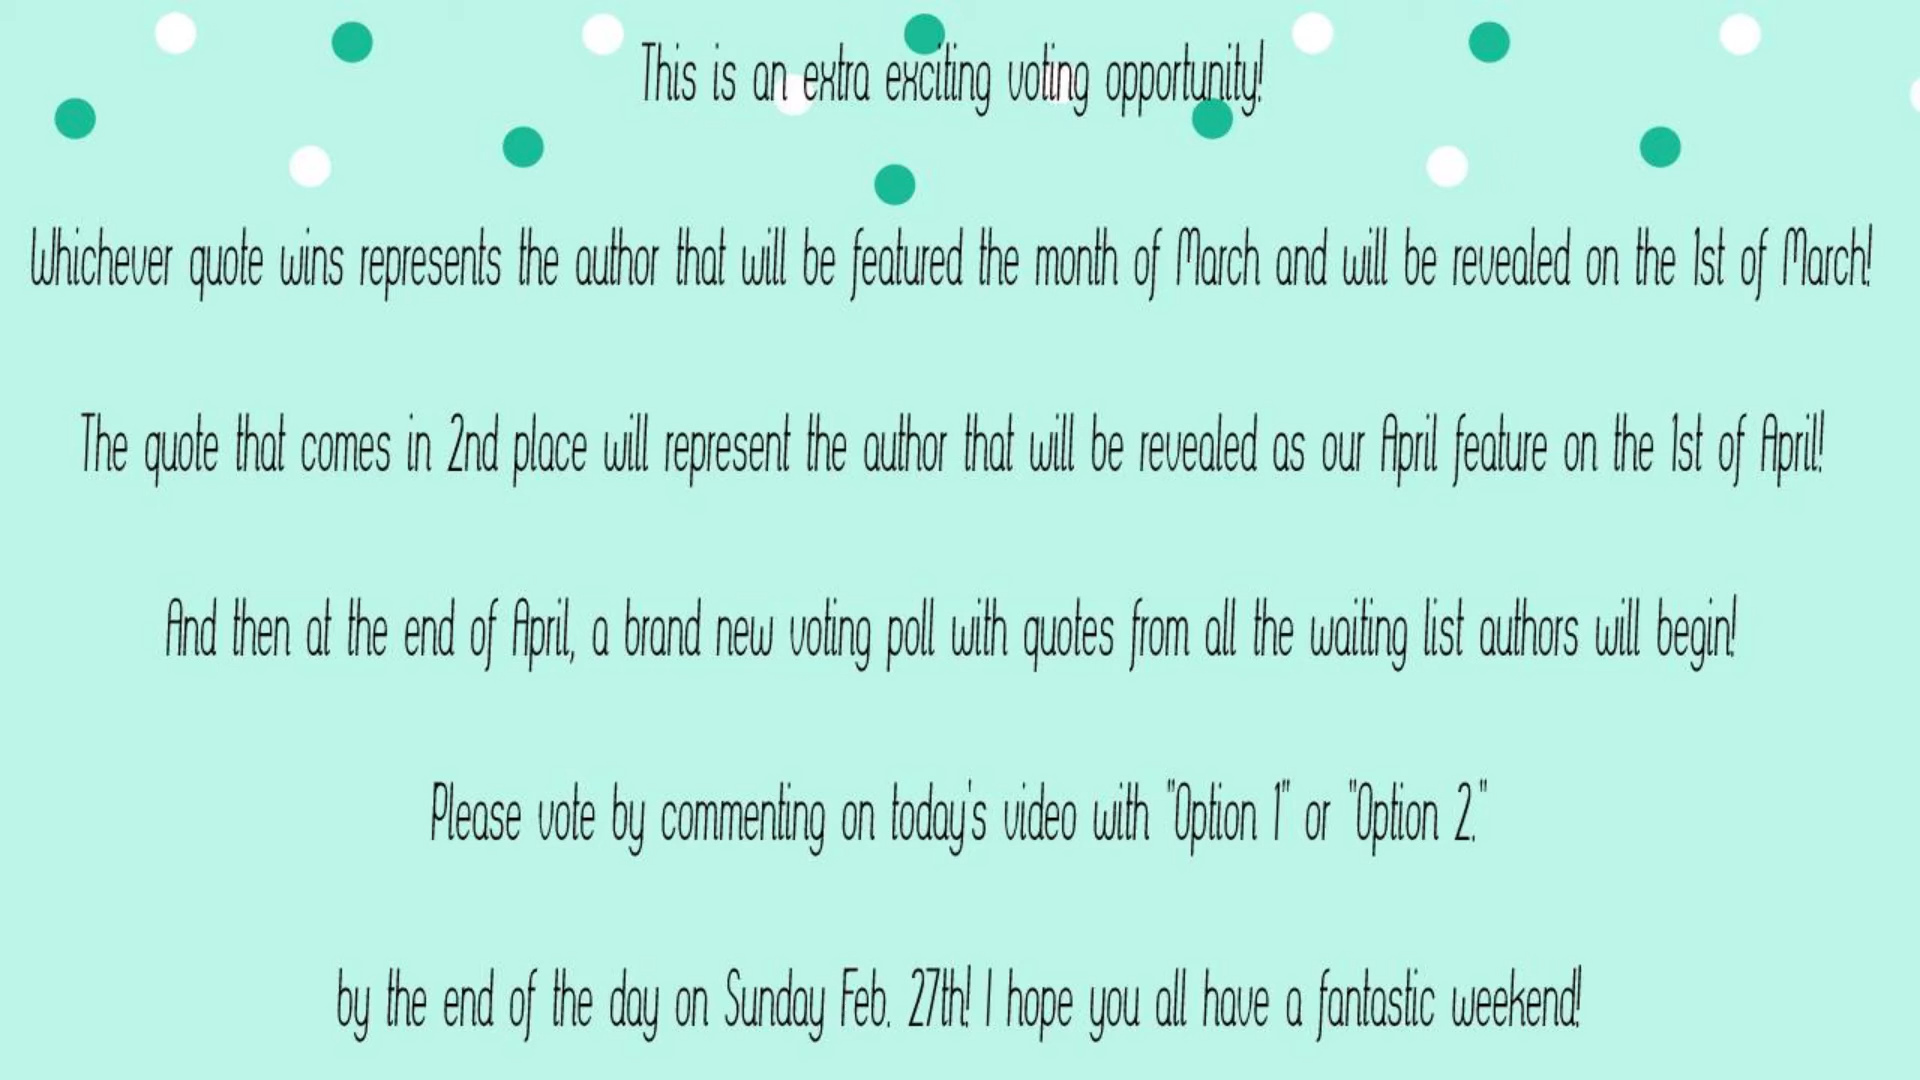 This is an extra exciting voting opportunity!
Whichever quote wins represents the author that will be featured the month of March and will be revealed on the 1st of March!
The quote that comes in 2nd place will represent the author that will be revealed as our April feature on the 1st of April!
And then at the end of April, a brand new voting poll with quotes from all the waiting list authors will begin!
Please vote by commenting on today's video with "Option 1" or "Option 2."
by the end of the day on Sunday Feb. 27th! I hope you all have a fantastic weekend!